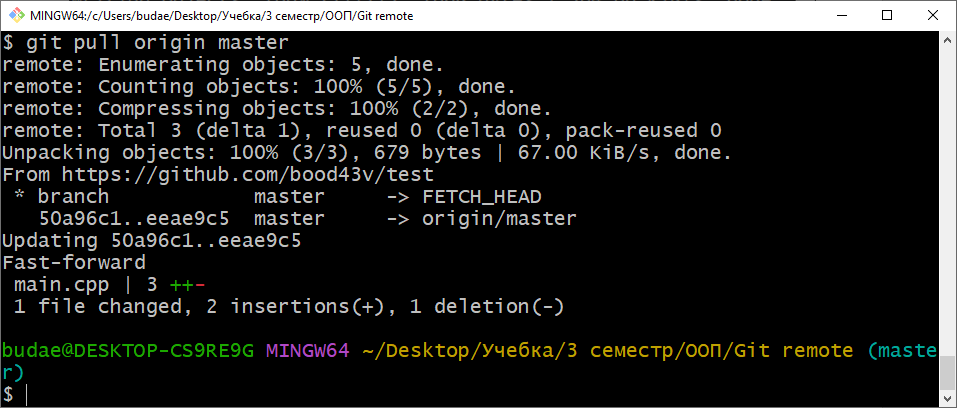 MINGW64:/c/Users/budae/Desktop/Учебка/3 семестр/ООП/Git remote
$ git pull origin master
remote: Enumerating objects: 5, done.
remote: Counting objects: 100% (5/5), done.
remote: Compressing objects: 100% (2/2), done.
remote: Total 3 (delta 1), reused 0 (delta 0), pack-reused 0
Unpacking objects: 100% (3/3), 679 bytes | 67.00 KiB/s, done.
From https://github.com/bood43v/test
 * branch            master     -> FETCH_HEAD
   50a96c1..eeae9c5  master     -> origin/master
Updating 50a96c1..eeae9c5
Fast-forward
 main.cpp | 3 ++-
 1 file changed, 2 insertions(+), 1 deletion(-)
budae@DESKTOP-CS9RE9G MINGW64 ~/Desktop/Учебка/3 семестр/ООП/Git remote (maste
r)
$